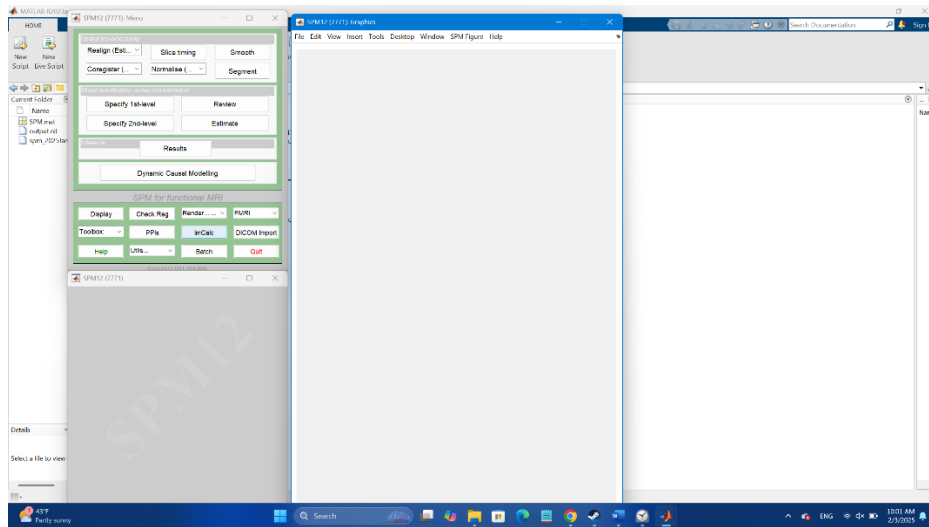 MATLAB R2023a
HOME
Search Documentation
Sign
New
New
Script
Live Script
Current Folder
Name
SPM.mat
output.nii
Details
Select a file to view
SPM12 (7771): Menu
Realign (Esti...
Slice timing
Smooth
Coregister (...
Normalise (...
Segment
Specify 1st-level
Review
Specify 2nd-level
Estimate
Results
Dynamic Causal Modelling
SPM for functional MRI
Display
Check Reg
Render...
FMRI
Toolbox:
PPIs
ImCalc
DICOM Import
Help
Utils...
Batch
Quit
SPM12 (7771)
SPM12
SPM12 (7771): Graphics
File Edit View Insert Tools Desktop Window SPM Figure Help
43°F
Partly sunny
Search
ENG
10:01 AM
2/3/2025